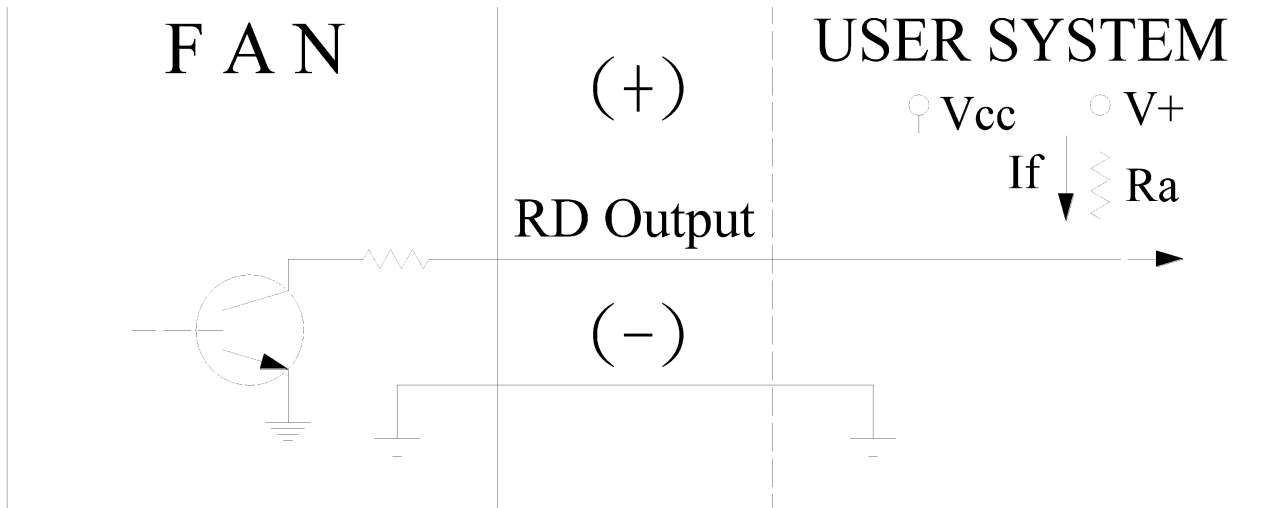 F A N
(+)
USER SYSTEM
Vcc
V+
If
Ra
RD Output
(-)